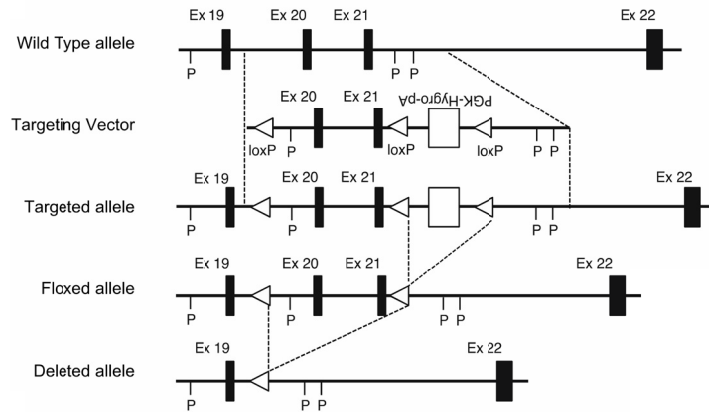 Ex 19 Ex 20 Ex 21 Ex 22
Wild Type allele
P P P
Ex 20 Ex 21 PGK-Hygro-pA
Targeting Vector
loxP P loxP loxP P P
Ex 19 Ex 20 Ex 21 Ex 22
Targeted allele
P P P P
Ex 19 Ex 20 Ex 21 Ex 22
Floxed allele
P P P P
Ex 19 Ex 22
Deleted allele
P P P